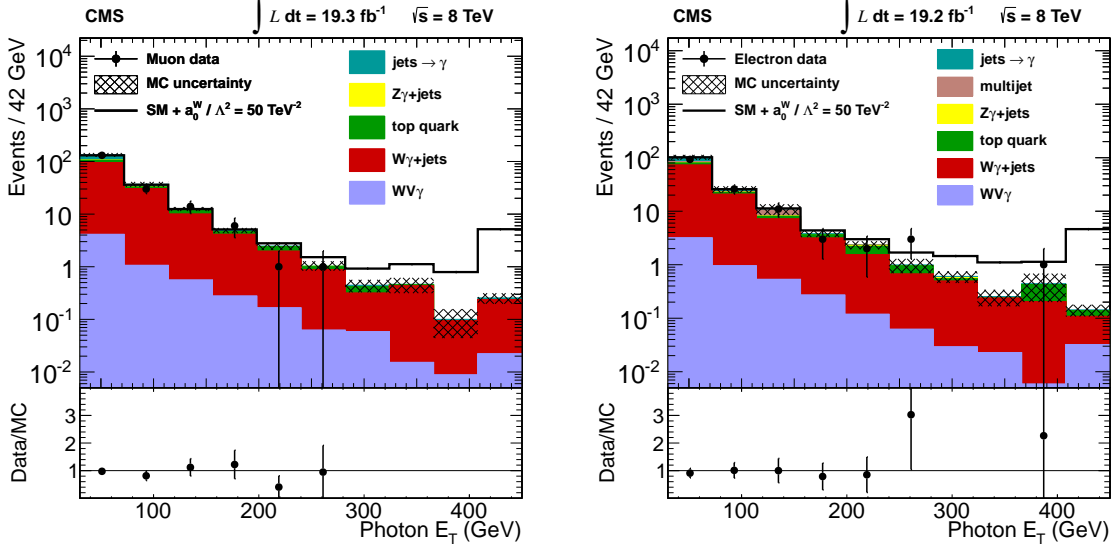 CMS ∫ L dt = 19.3 fb⁻¹ √s = 8 TeV
Events / 42 GeV
Muon data
MC uncertainty
SM + a₀ᵂ / Λ² = 50 TeV⁻²
jets → γ
Zγ+jets
top quark
Wγ+jets
WVγ
10⁴
10³
10²
10
1
10⁻¹
10⁻²
Data/MC
3
2
1
100 200 300 400
Photon E_T (GeV)
CMS ∫ L dt = 19.2 fb⁻¹ √s = 8 TeV
Events / 42 GeV
Electron data
MC uncertainty
SM + a₀ᵂ / Λ² = 50 TeV⁻²
jets → γ
multijet
Zγ+jets
top quark
Wγ+jets
WVγ
10⁴
10³
10²
10
1
10⁻¹
10⁻²
Data/MC
3
2
1
100 200 300 400
Photon E_T (GeV)